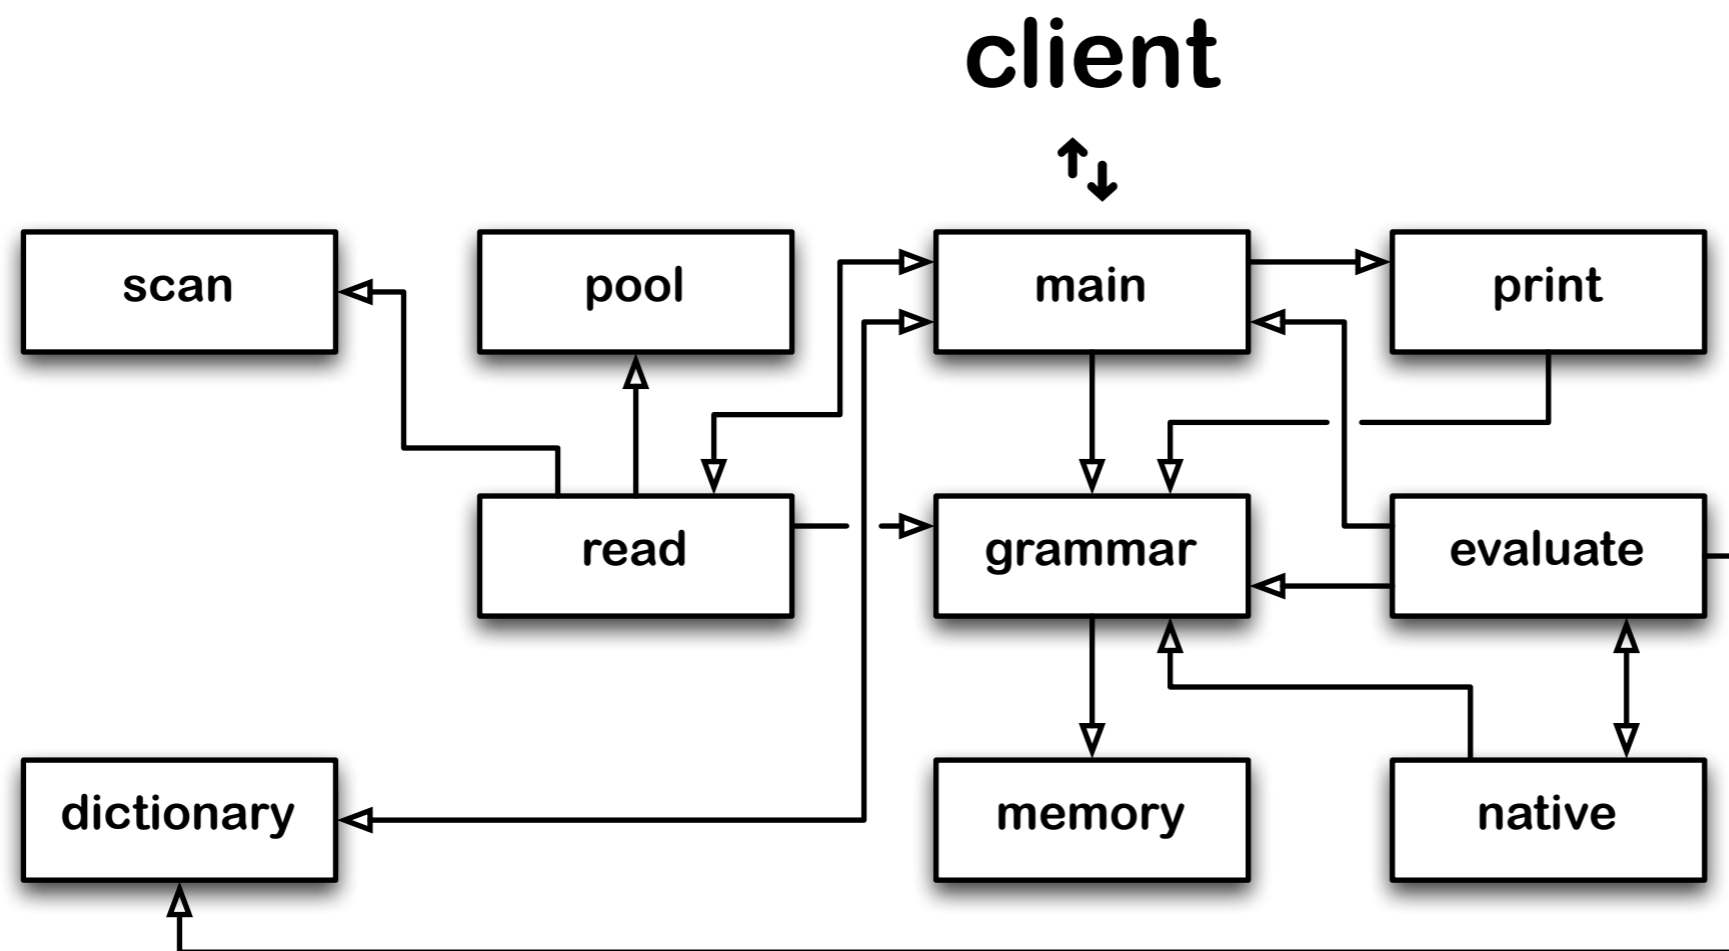 client
scan
pool
main
print
read
grammar
evaluate
dictionary
memory
native